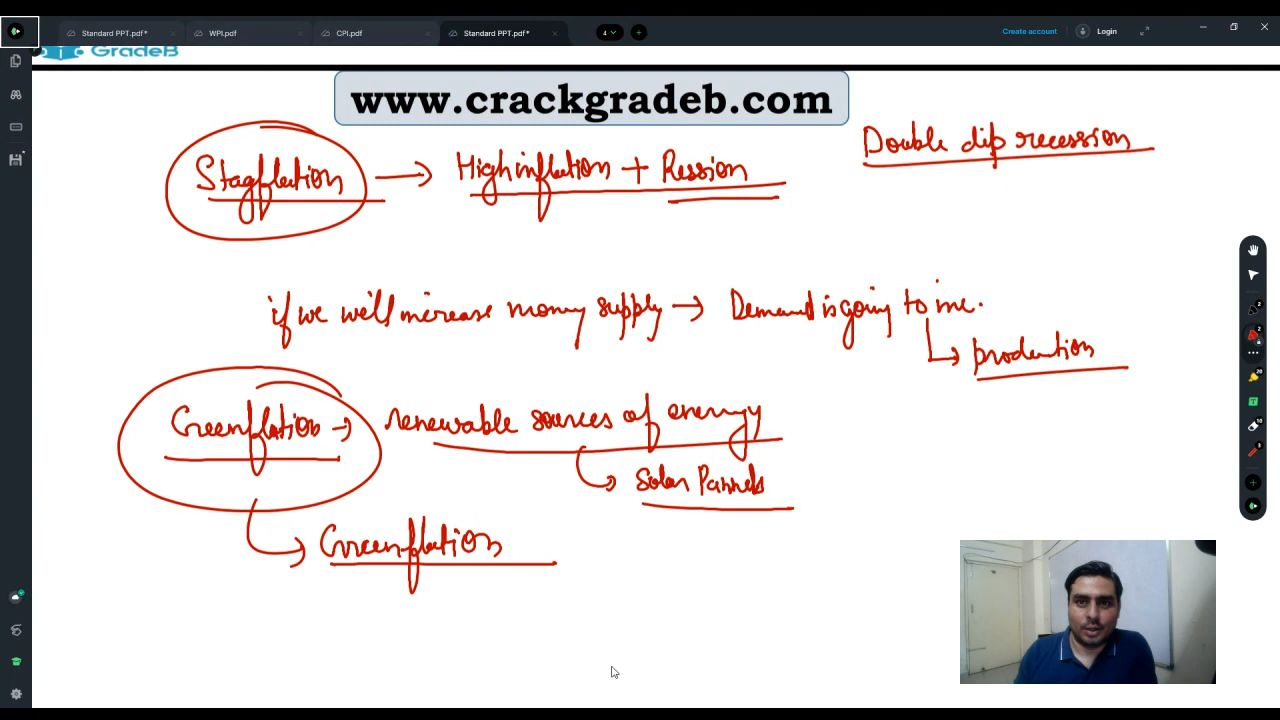 Standard PPT.pdf* WPI.pdf CPI.pdf Standard PPT.pdf* 4 Create account Login
GradeB
www.crackgradeb.com
Double dip recession
Stagflation → High inflation + Ression
if we will increase money supply → Demand is going to inc.
production
Greenflation → renewable sources of energy
Solar Pannels
Greenflation